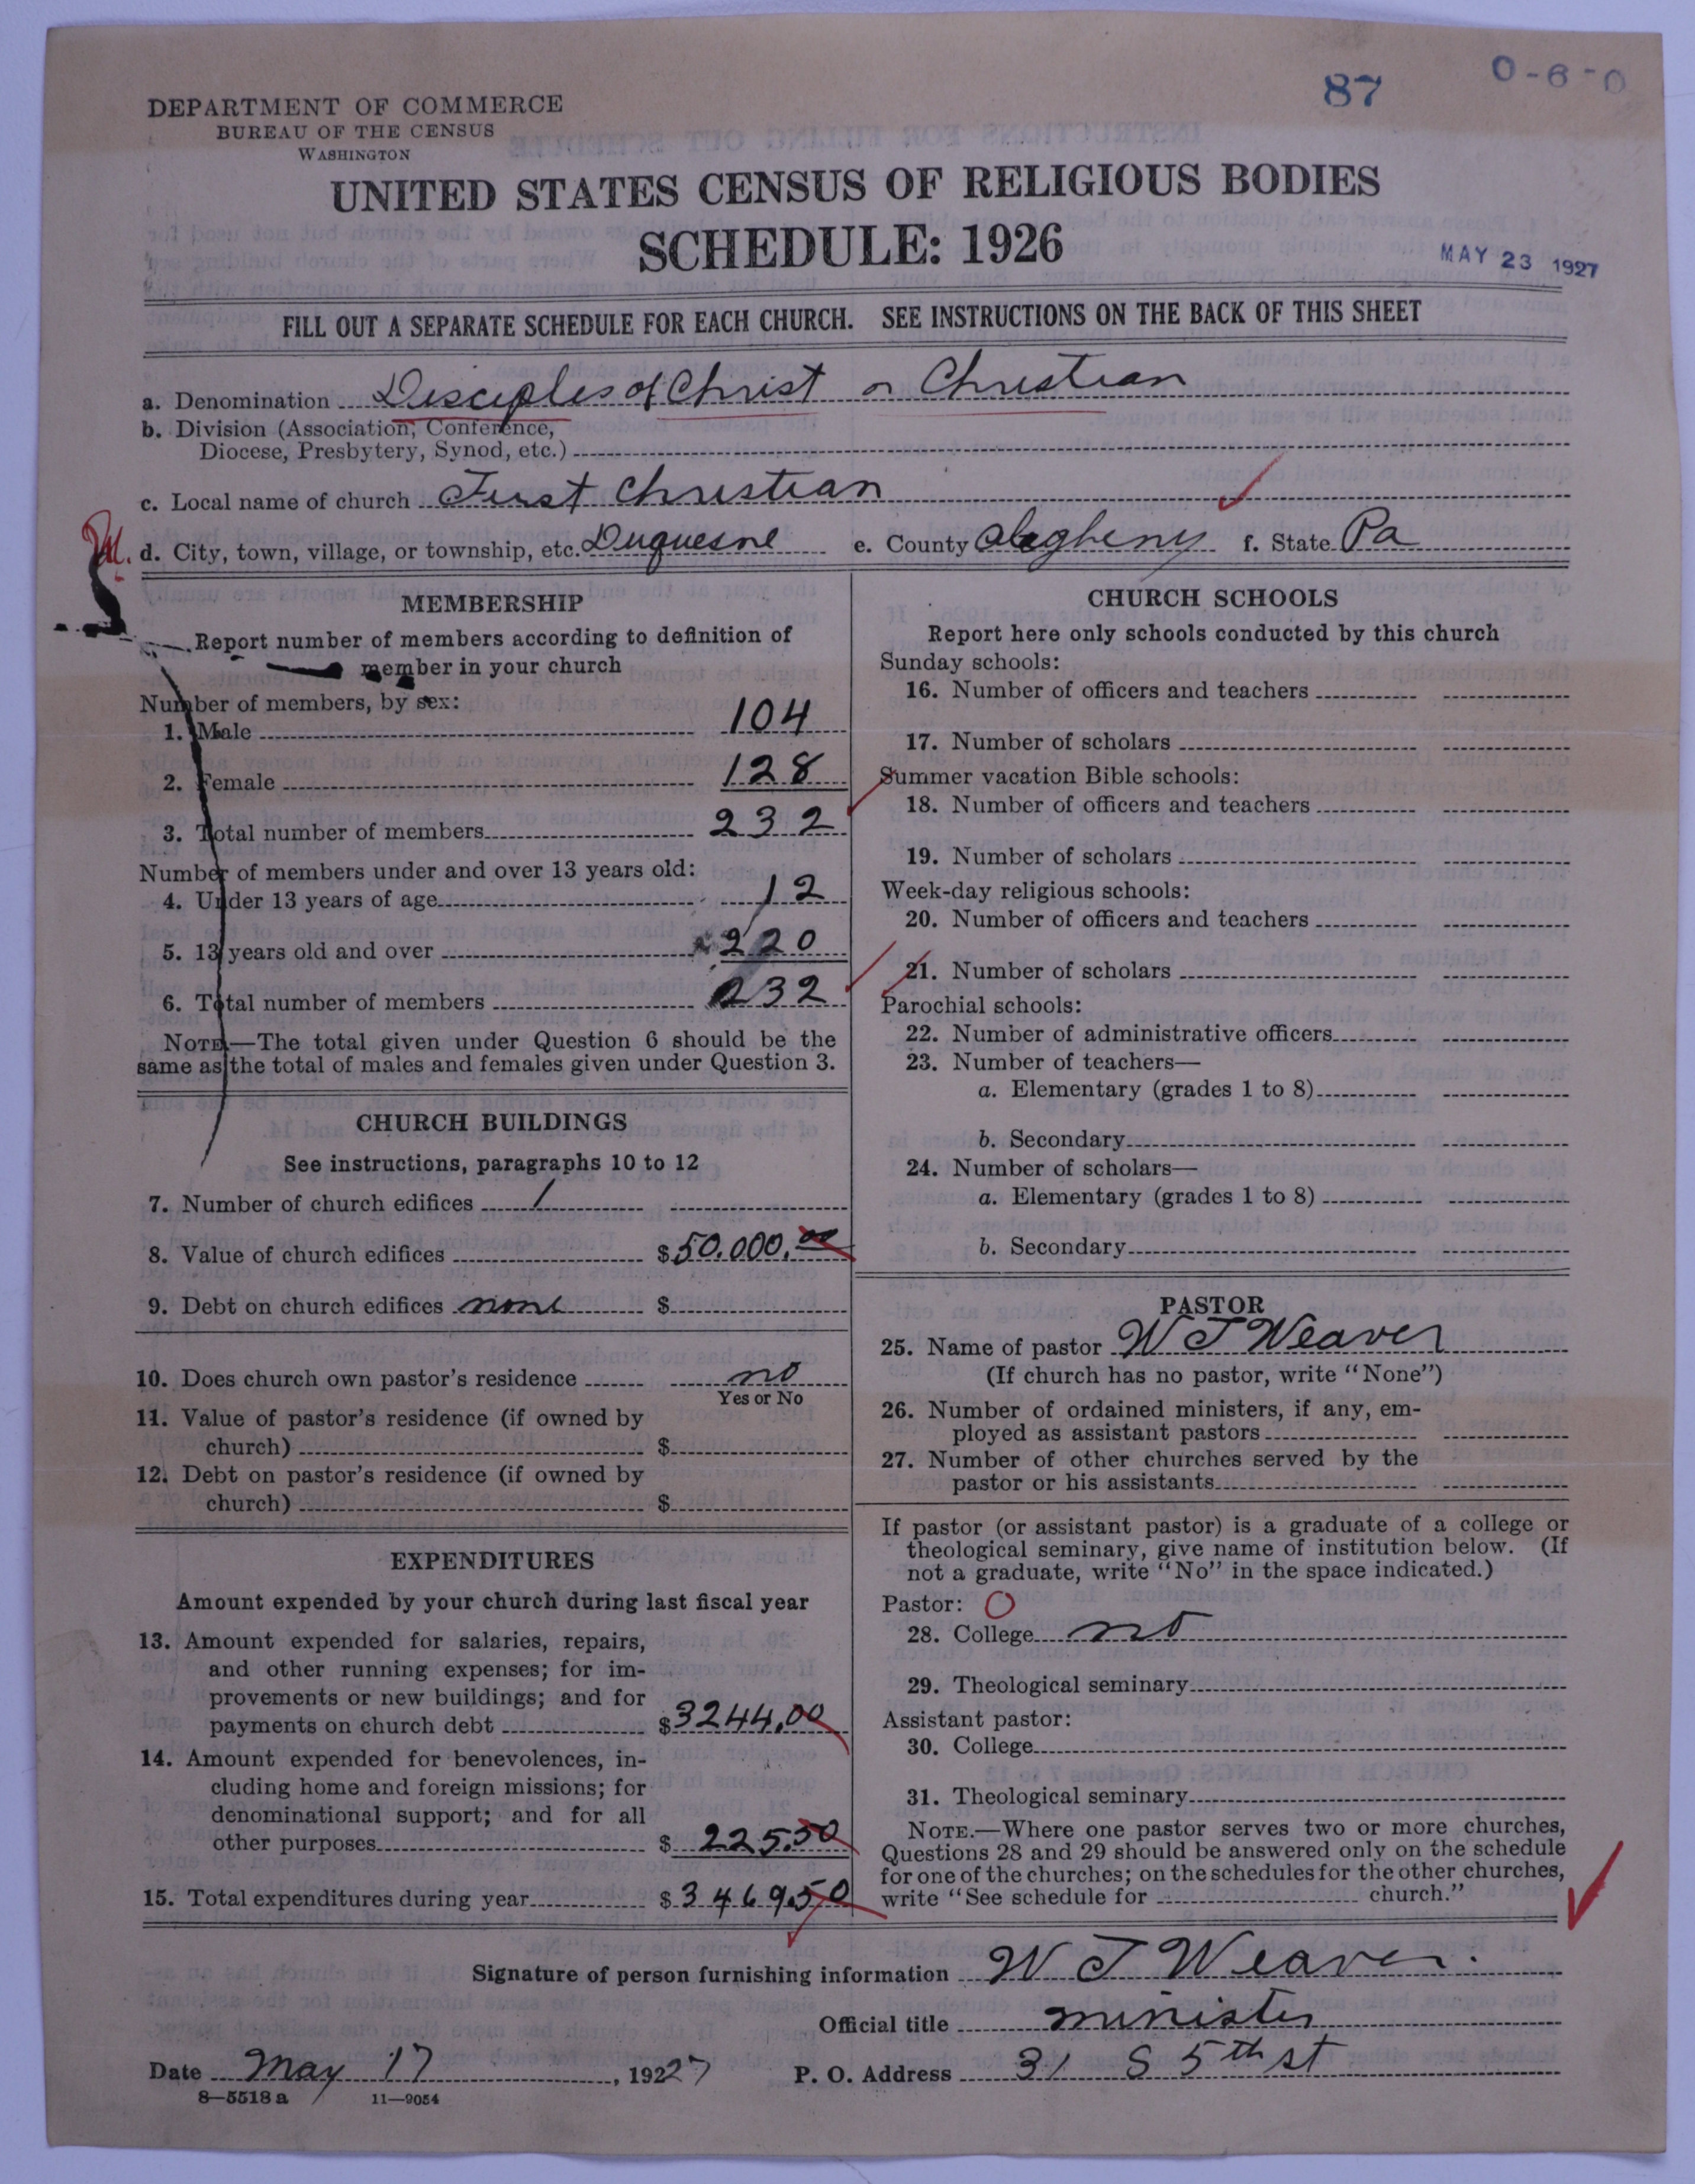 87
0-6-0
DEPARTMENT OF COMMERCE
BUREAU OF THE CENSUS
WASHINGTON
UNITED STATES CENSUS OF RELIGIOUS BODIES
SCHEDULE: 1926
MAY 23 1927
FILL OUT A SEPARATE SCHEDULE FOR EACH CHURCH. SEE INSTRUCTIONS ON THE BACK OF THIS SHEET
a. Denomination Disciples of Christ or Christian
b. Division (Association, Conference,
Diocese, Presbytery, Synod, etc.)
c. Local name of church First Christian
d. City, town, village, or township, etc. Duquesne e. County Alegheny f. State Pa
MEMBERSHIP
Report number of members according to definition of
member in your church
Number of members, by sex:
1. Male 104
2. Female 128
3. Total number of members 232
Number of members under and over 13 years old:
4. Under 13 years of age 12
5. 13 years old and over 220
6. Total number of members 232
NOTE.—The total given under Question 6 should be the
same as the total of males and females given under Question 3.
CHURCH BUILDINGS
See instructions, paragraphs 10 to 12
7. Number of church edifices 1
8. Value of church edifices $50.000.00
9. Debt on church edifices none $
10. Does church own pastor's residence no
Yes or No
11. Value of pastor's residence (if owned by
church) $
12. Debt on pastor's residence (if owned by
church) $
EXPENDITURES
Amount expended by your church during last fiscal year
13. Amount expended for salaries, repairs,
and other running expenses; for im-
provements or new buildings; and for
payments on church debt $3244.00
14. Amount expended for benevolences, in-
cluding home and foreign missions; for
denominational support; and for all
other purposes $225.50
15. Total expenditures during year $3469.50
CHURCH SCHOOLS
Report here only schools conducted by this church
Sunday schools:
16. Number of officers and teachers
17. Number of scholars
Summer vacation Bible schools:
18. Number of officers and teachers
19. Number of scholars
Week-day religious schools:
20. Number of officers and teachers
21. Number of scholars
Parochial schools:
22. Number of administrative officers
23. Number of teachers—
a. Elementary (grades 1 to 8)
b. Secondary
24. Number of scholars—
a. Elementary (grades 1 to 8)
b. Secondary
PASTOR
25. Name of pastor W J Weaver
(If church has no pastor, write "None")
26. Number of ordained ministers, if any, em-
ployed as assistant pastors
27. Number of other churches served by the
pastor or his assistants
If pastor (or assistant pastor) is a graduate of a college or
theological seminary, give name of institution below. (If
not a graduate, write "No" in the space indicated.)
Pastor: O
28. College no
29. Theological seminary
Assistant pastor:
30. College
31. Theological seminary
NOTE.—Where one pastor serves two or more churches,
Questions 28 and 29 should be answered only on the schedule
for one of the churches; on the schedules for the other churches,
write "See schedule for church."
Signature of person furnishing information W J Weaver.
Official title minister
Date May 17, 1927 P. O. Address 31 S 5th st
8—5518 a 11—9054